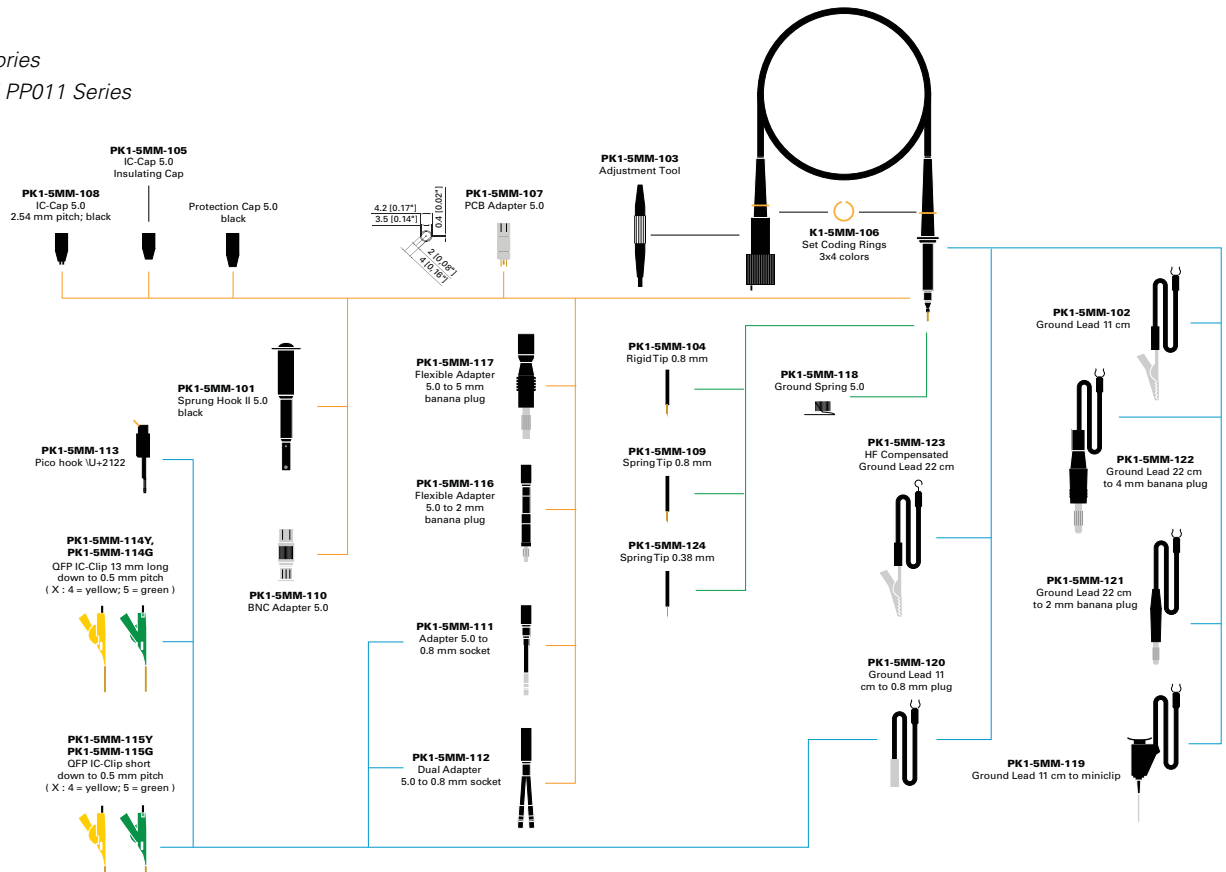 ories
PP011 Series
PK1-5MM-105
IC-Cap 5.0
Insulating Cap
PK1-5MM-108
IC-Cap 5.0
2.54 mm pitch; black
Protection Cap 5.0
black
4.2 [0.17"]
3.5 [0.14"]
0.4 [0.02"]
2 [0,08"]
4 [0,16"]
PK1-5MM-107
PCB Adapter 5.0
PK1-5MM-103
Adjustment Tool
K1-5MM-106
Set Coding Rings
3x4 colors
PK1-5MM-101
Sprung Hook II 5.0
black
PK1-5MM-113
Pico hook \U+2122
PK1-5MM-114Y,
PK1-5MM-114G
QFP IC-Clip 13 mm long
down to 0.5 mm pitch
( X : 4 = yellow; 5 = green )
PK1-5MM-115Y
PK1-5MM-115G
QFP IC-Clip short
down to 0.5 mm pitch
( X : 4 = yellow; 5 = green )
PK1-5MM-110
BNC Adapter 5.0
PK1-5MM-117
Flexible Adapter
5.0 to 5 mm
banana plug
PK1-5MM-116
Flexible Adapter
5.0 to 2 mm
banana plug
PK1-5MM-111
Adapter 5.0 to
0.8 mm socket
PK1-5MM-112
Dual Adapter
5.0 to 0.8 mm socket
PK1-5MM-104
Rigid Tip 0.8 mm
PK1-5MM-109
Spring Tip 0.8 mm
PK1-5MM-124
Spring Tip 0.38 mm
PK1-5MM-118
Ground Spring 5.0
PK1-5MM-123
HF Compensated
Ground Lead 22 cm
PK1-5MM-120
Ground Lead 11
cm to 0.8 mm plug
PK1-5MM-102
Ground Lead 11 cm
PK1-5MM-122
Ground Lead 22 cm
to 4 mm banana plug
PK1-5MM-121
Ground Lead 22 cm
to 2 mm banana plug
PK1-5MM-119
Ground Lead 11 cm to miniclip